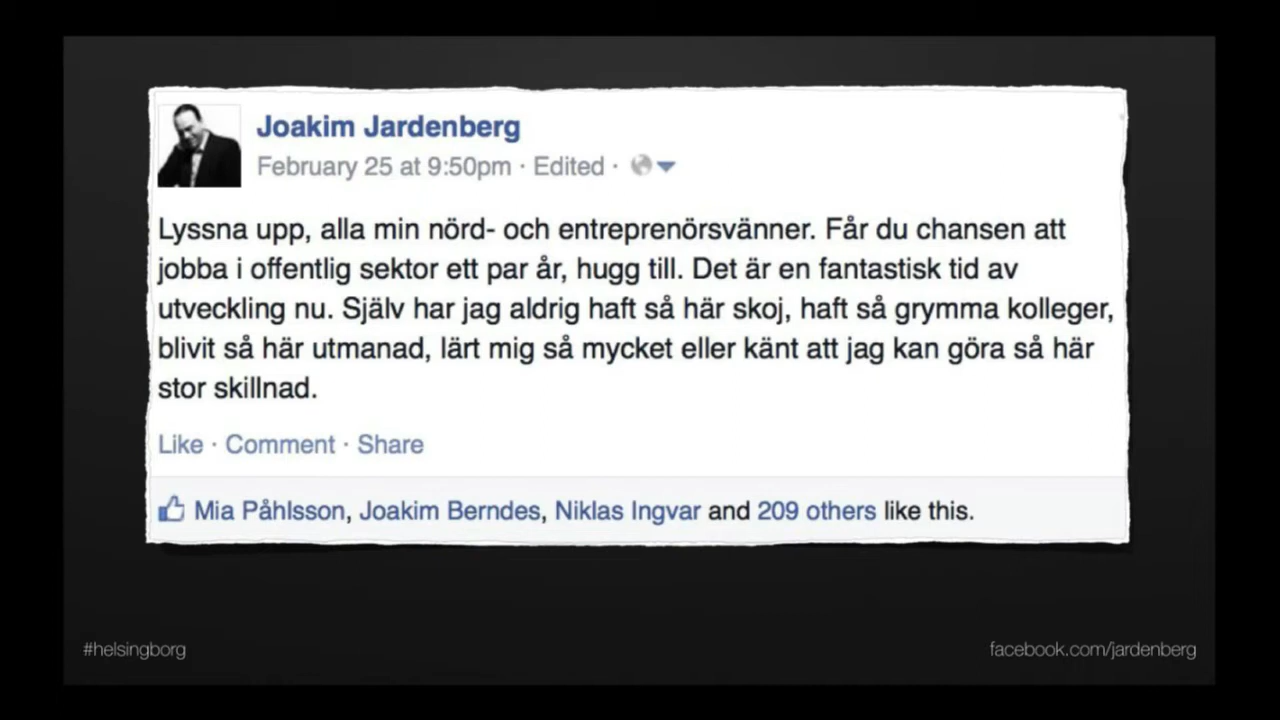 Joakim Jardenberg
February 25 at 9:50pm · Edited ·
Lyssna upp, alla min nörd- och entreprenörsvänner. Får du chansen att
jobba i offentlig sektor ett par år, hugg till. Det är en fantastisk tid av
utveckling nu. Själv har jag aldrig haft så här skoj, haft så grymma kolleger,
blivit så här utmanad, lärt mig så mycket eller känt att jag kan göra så här
stor skillnad.
Like · Comment · Share
Mia Påhlsson, Joakim Berndes, Niklas Ingvar and 209 others like this.
#helsingborg
facebook.com/jardenberg